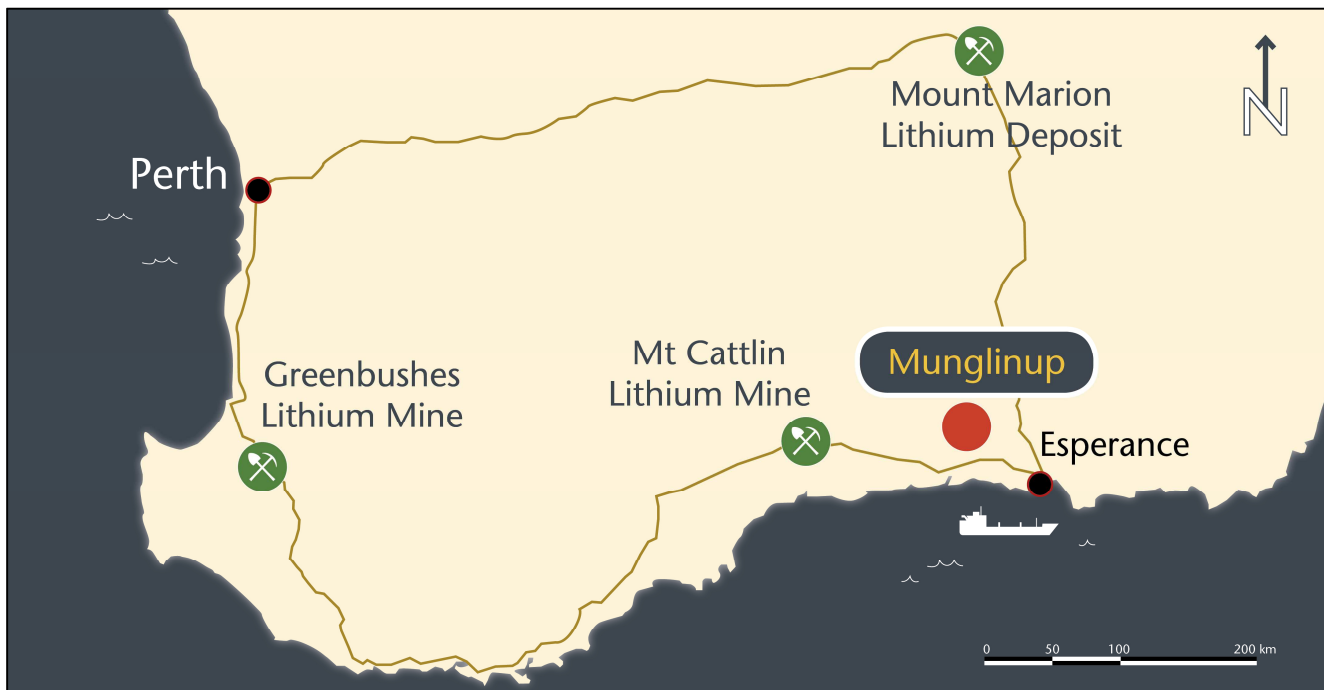 Mount Marion
Lithium Deposit
N
Perth
Greenbushes
Lithium Mine
Mt Cattlin
Lithium Mine
Munglinup
Esperance
0 50 100 200 km